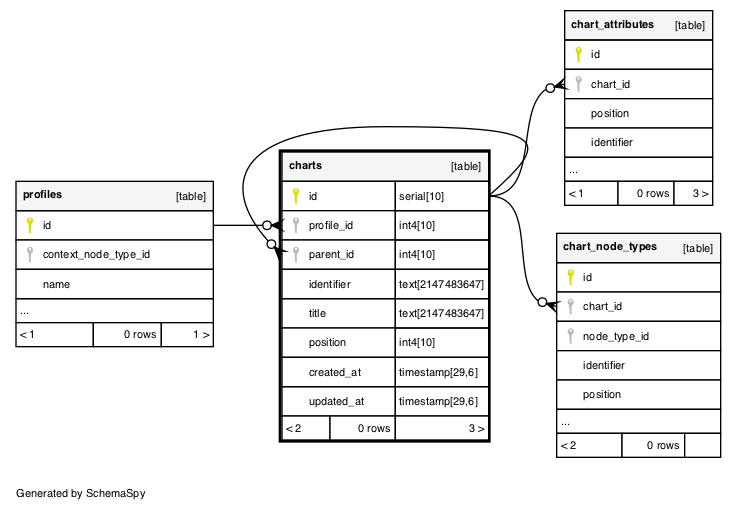 chart_attributes [table]
id
chart_id
position
identifier
...
< 1 0 rows 3 >
charts [table]
id serial[10]
profile_id int4[10]
parent_id int4[10]
identifier text[2147483647]
title text[2147483647]
position int4[10]
created_at timestamp[29,6]
updated_at timestamp[29,6]
< 2 0 rows 3 >
profiles [table]
id
context_node_type_id
name
...
< 1 0 rows 1 >
chart_node_types [table]
id
chart_id
node_type_id
identifier
position
...
< 2 0 rows
Generated by SchemaSpy